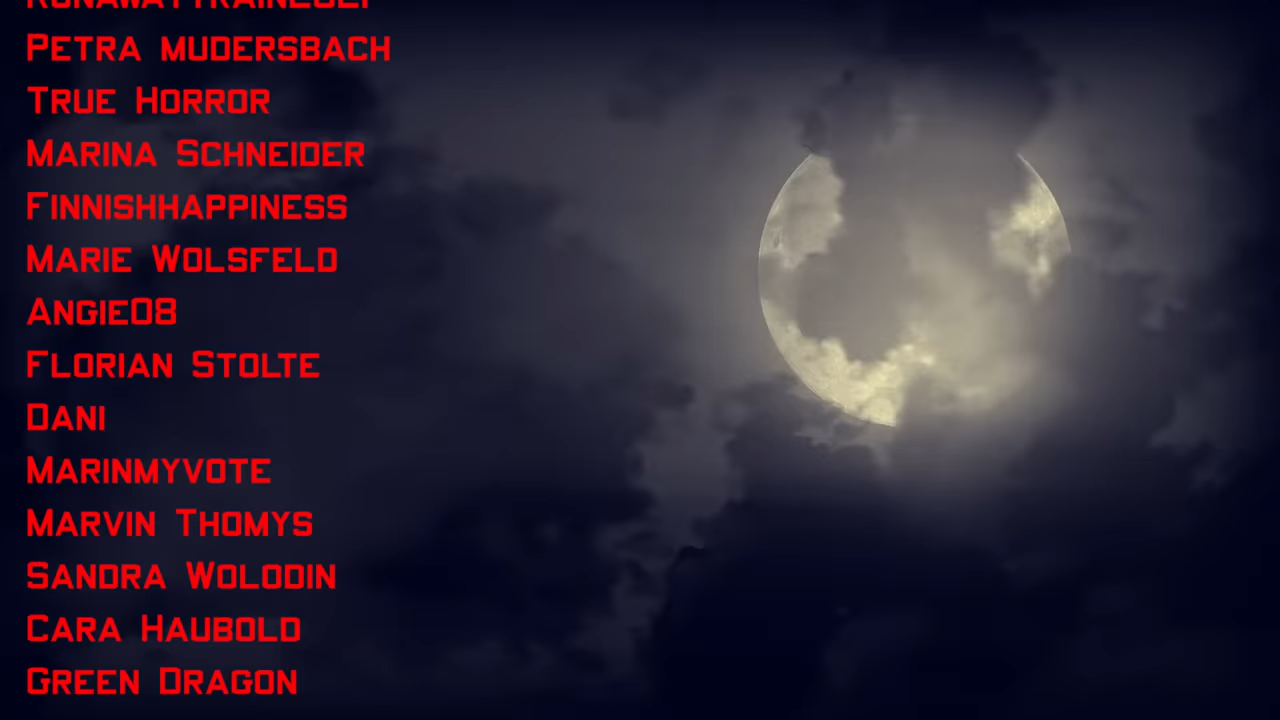 Petra mudersbach
True Horror
Marina Schneider
Finnishhappiness
Marie Wolsfeld
Angie08
Florian Stolte
Dani
Marinmyvote
Marvin Thomys
Sandra Wolodin
Cara Haubold
Green Dragon